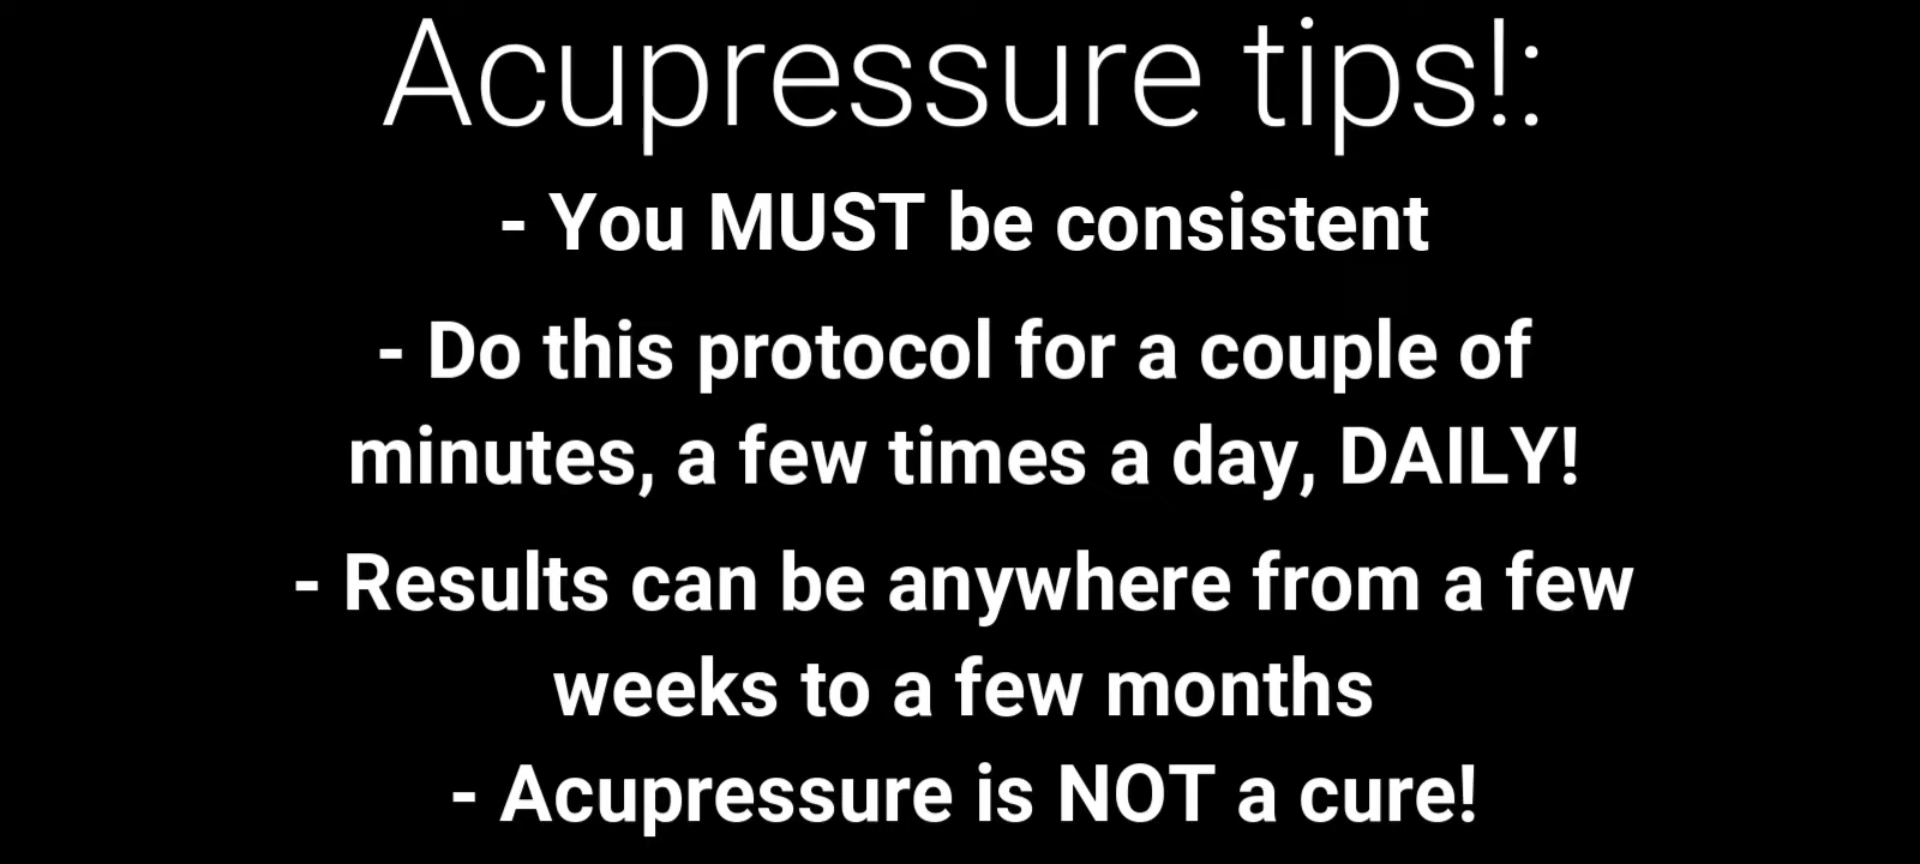 Acupressure tips!:
- You MUST be consistent
- Do this protocol for a couple of
minutes, a few times a day, DAILY!
- Results can be anywhere from a few
weeks to a few months
- Acupressure is NOT a cure!